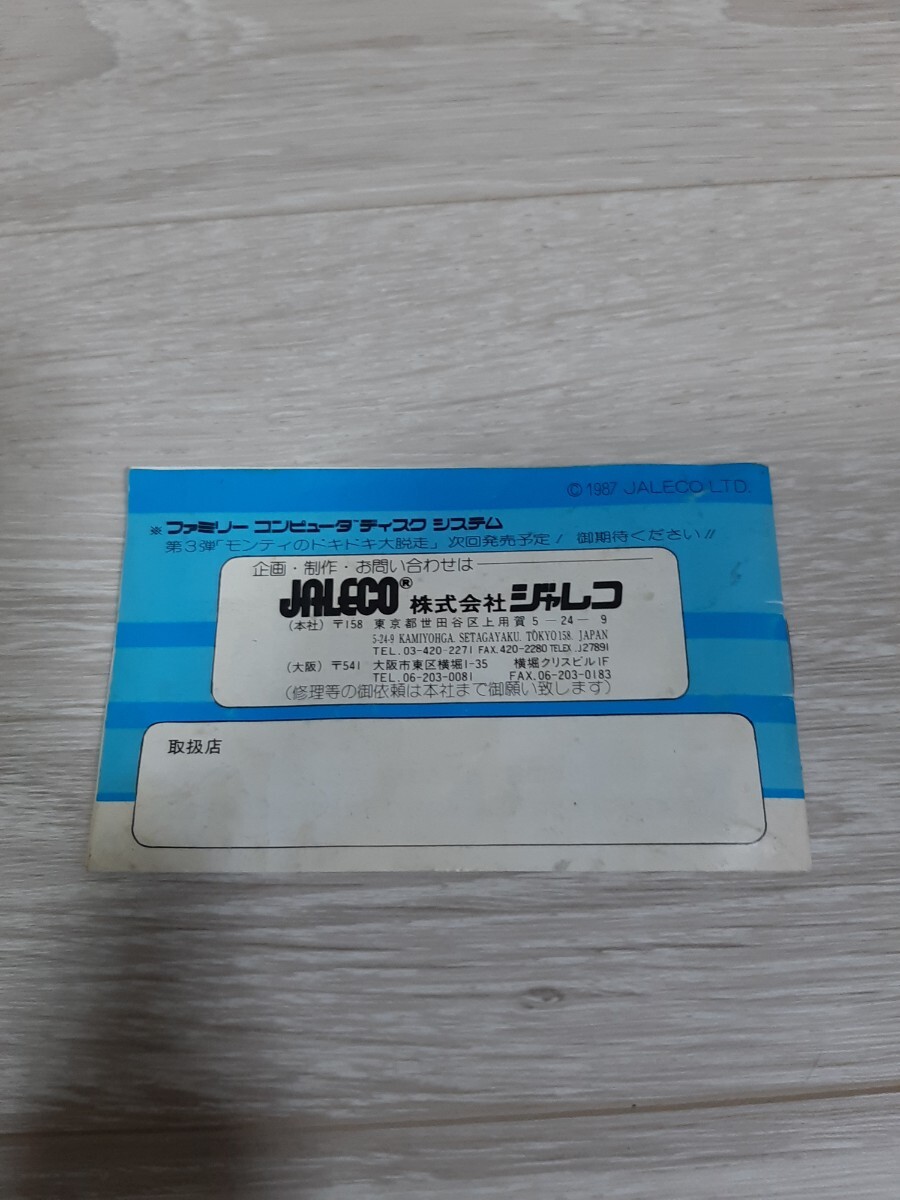 © 1987 JALECO LTD.
※ファミリー コンピュータ™ディスク システム
第3弾「モンティのドキドキ大脱走」次回発売予定! 御期待ください!!
企画・制作・お問い合わせは
JALECO® 株式会社ジャレコ
(本社) 〒158 東京都世田谷区上用賀5-24-9
5-24-9 KAMIYOHGA. SETAGAYAKU. TOKYO 158. JAPAN
TEL.03-420-2271 FAX.420-2280 TELEX.J27891
(大阪) 〒541 大阪市東区横堀1-35 横堀クリスビル1F
TEL.06-203-0081 FAX.06-203-0183
(修理等の御依頼は本社まで御願い致します)
取扱店